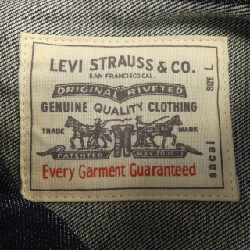 LEVI STRAUSS & CO.
SAN FRANCISCO CAL.
ORIGINAL RIVETED
GENUINE QUALITY CLOTHING
TRADE MARK
PATENTED MAY 20
Every Garment Guaranteed
SIZE L
sacai